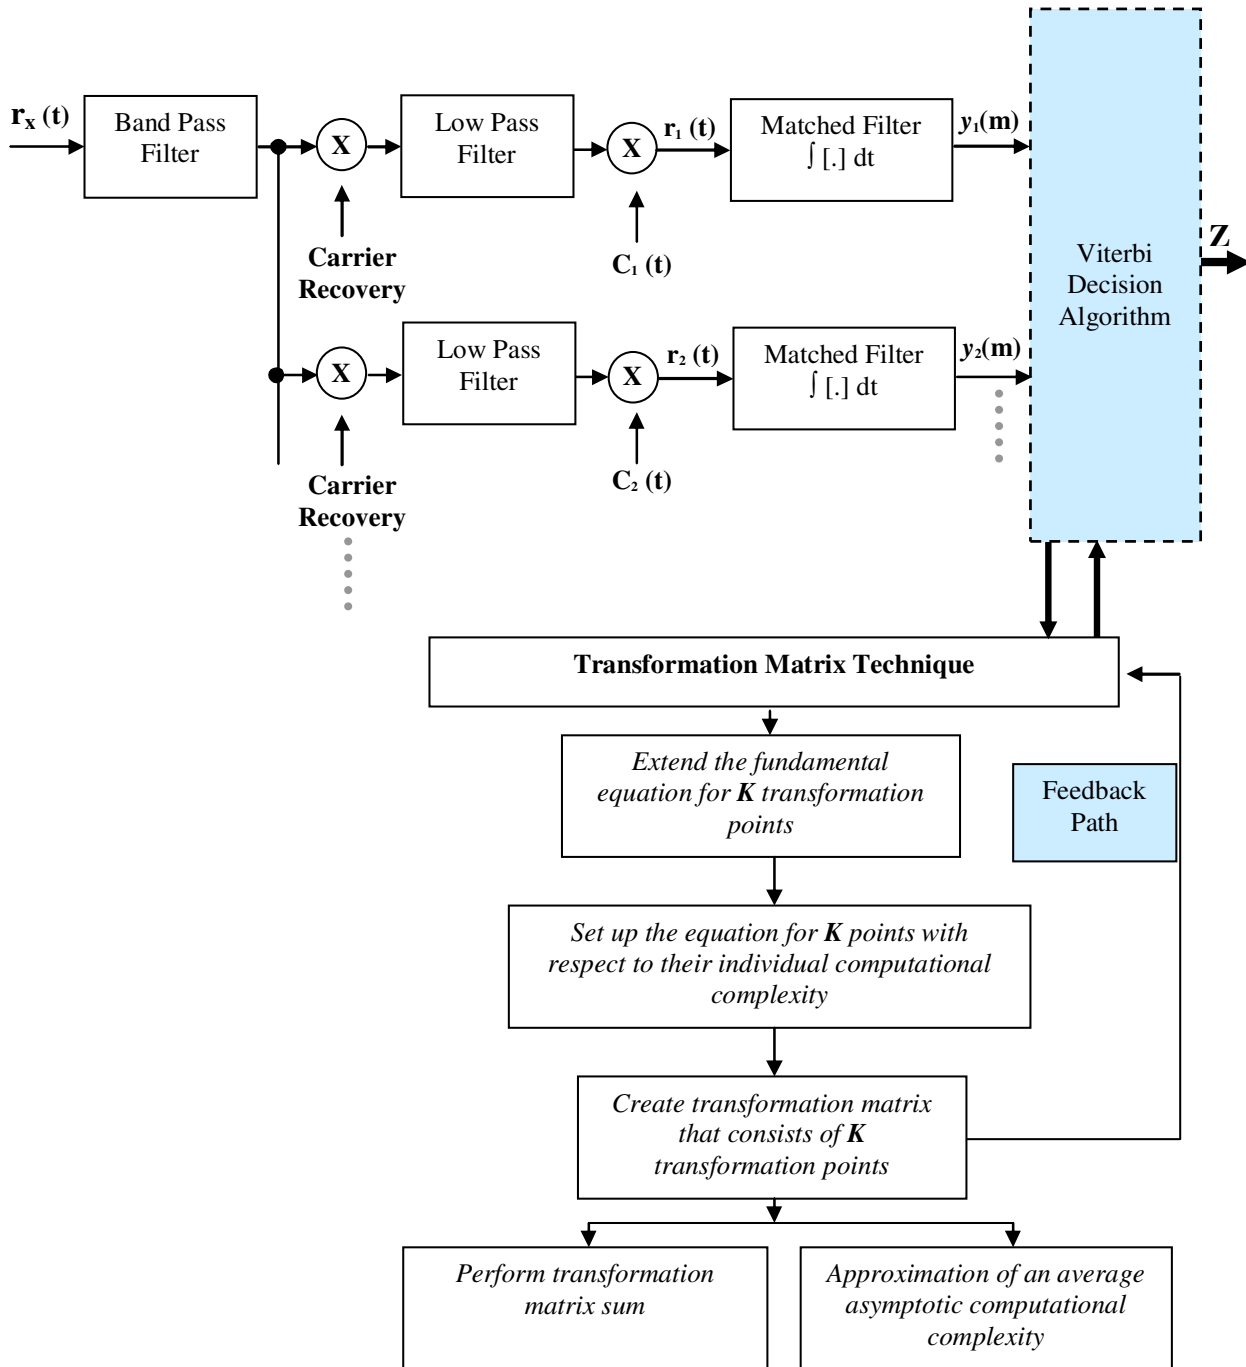 rₓ (t)
Band Pass
Filter
X
Carrier
Recovery
Low Pass
Filter
X
C₁ (t)
r₁ (t)
Matched Filter
∫ [.] dt
y₁(m)
Viterbi
Decision
Algorithm
Z
X
Carrier
Recovery
Low Pass
Filter
X
C₂ (t)
r₂ (t)
Matched Filter
∫ [.] dt
y₂(m)
Transformation Matrix Technique
Extend the fundamental
equation for K transformation
points
Feedback
Path
Set up the equation for K points with
respect to their individual computational
complexity
Create transformation matrix
that consists of K
transformation points
Perform transformation
matrix sum
Approximation of an average
asymptotic computational
complexity